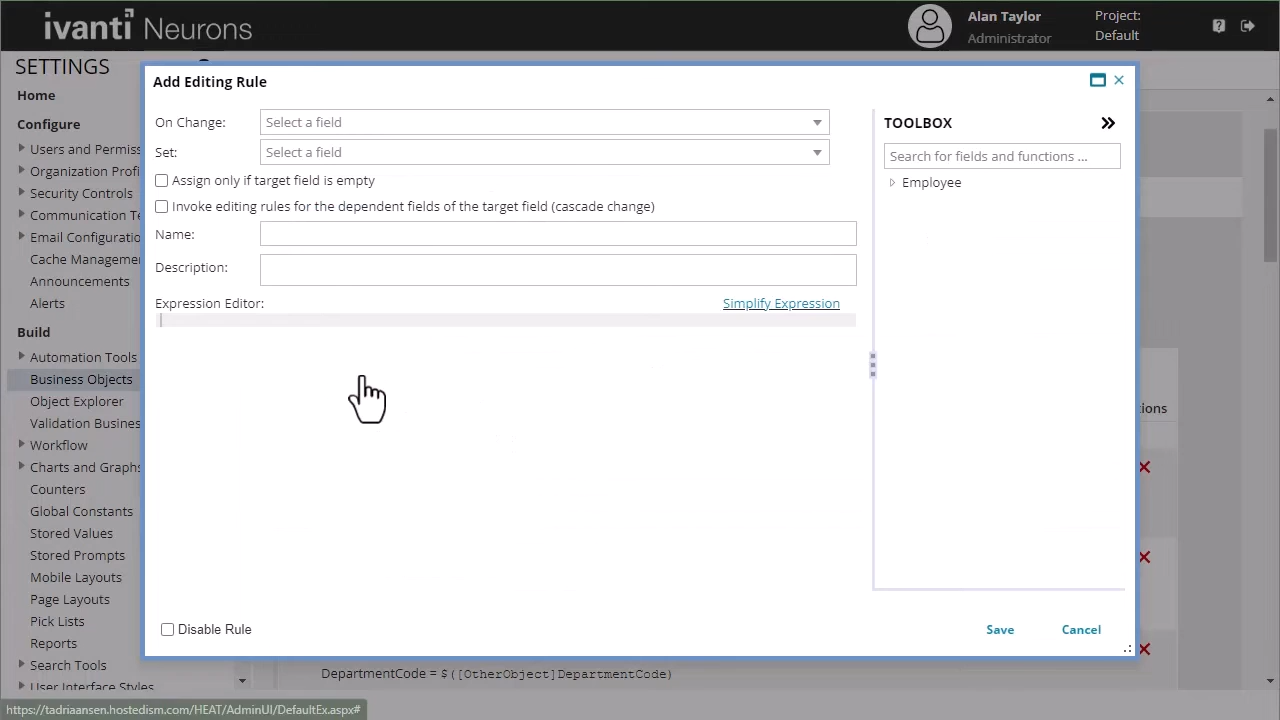 ivanti Neurons
Alan Taylor
Administrator
Project:
Default
SETTINGS
Home
Configure
Users and Permis
Organization Profi
Security Controls
Communication Te
Email Configuratio
Cache Manageme
Announcements
Alerts
Build
Automation Tools
Business Objects
Object Explorer
Validation Busines
Workflow
Charts and Graphs
Counters
Global Constants
Stored Values
Stored Prompts
Mobile Layouts
Page Layouts
Pick Lists
Reports
Search Tools
User Interface Styles
Add Editing Rule
On Change: Select a field
Set: Select a field
Assign only if target field is empty
Invoke editing rules for the dependent fields of the target field (cascade change)
Name:
Description:
Expression Editor: Simplify Expression
TOOLBOX
Search for fields and functions ...
Employee
tions
Disable Rule
Save Cancel
DepartmentCode = $([OtherObject]DepartmentCode)
https://tadriaansen.hostedism.com/HEAT/AdminUI/DefaultEx.aspx#